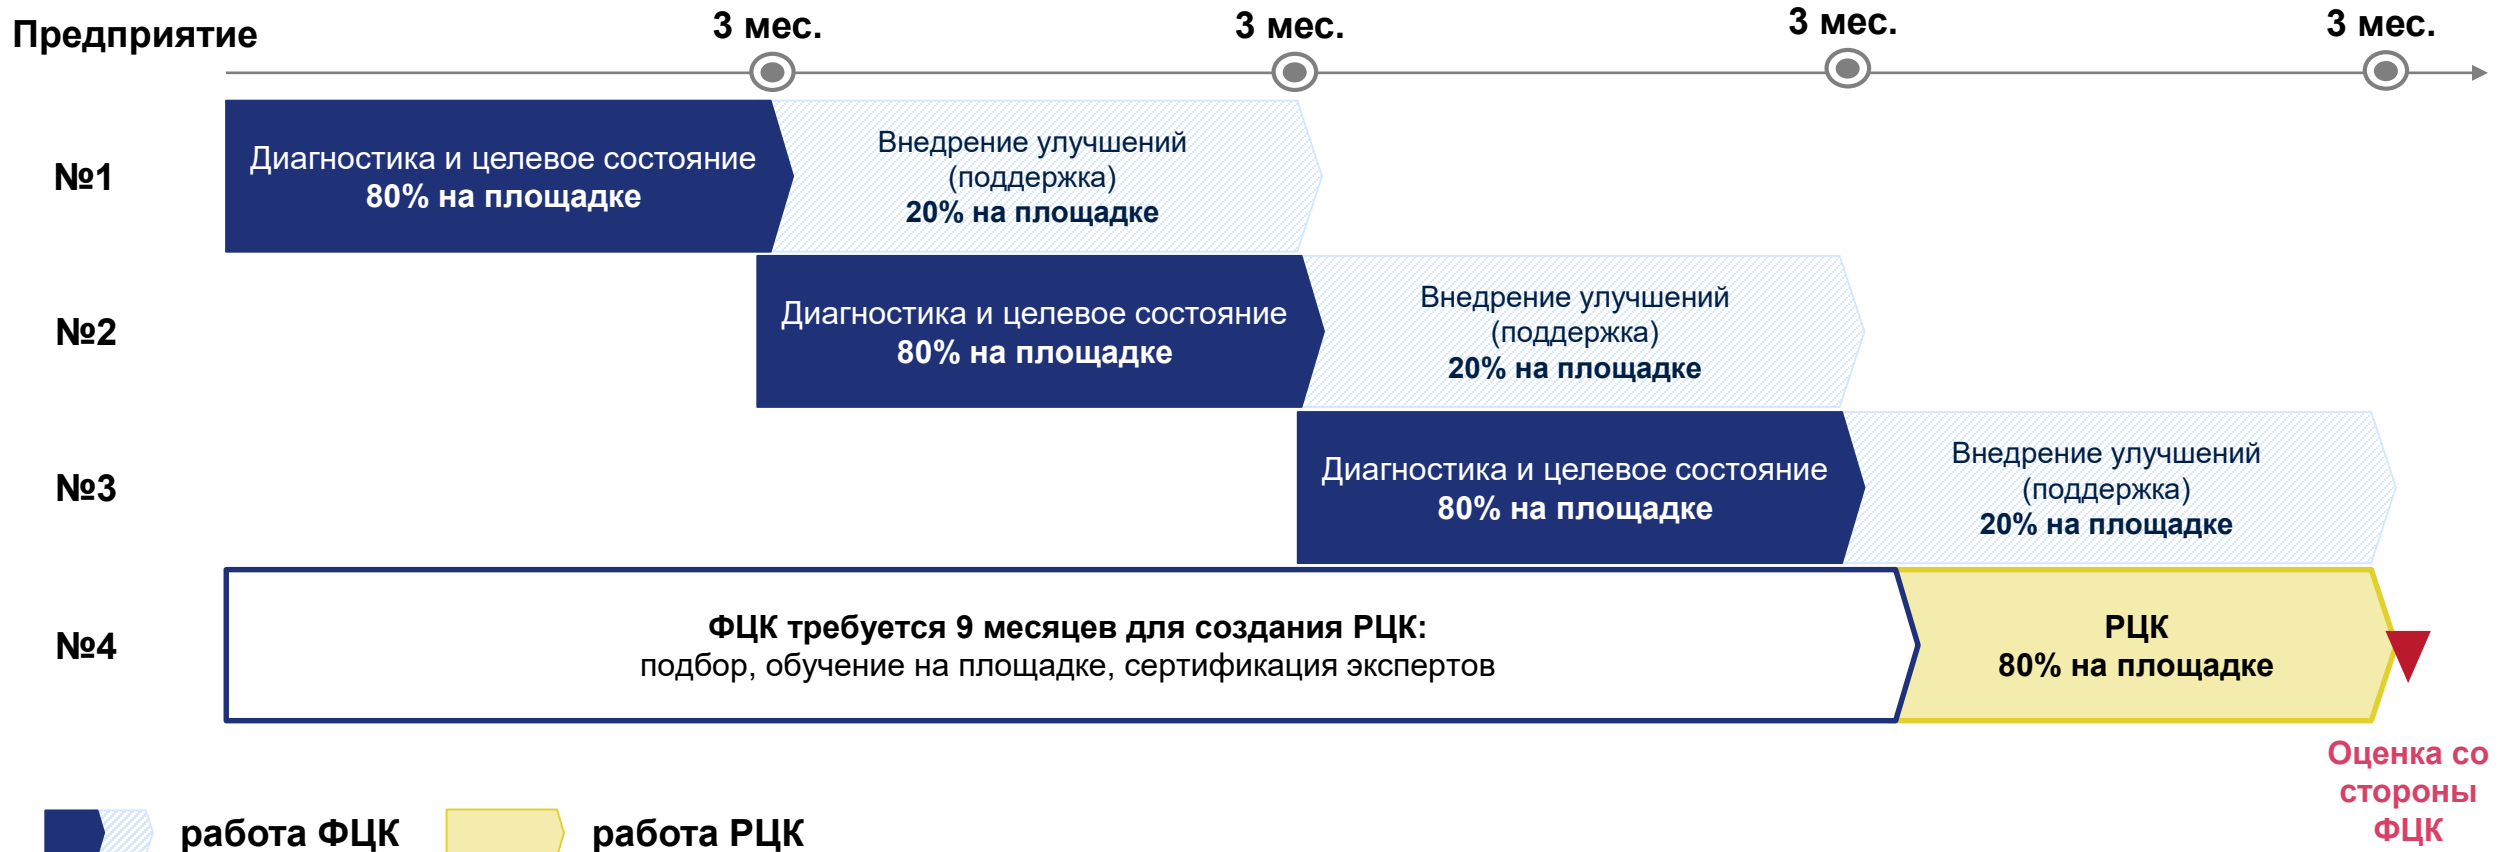 Предприятие
3 мес.
3 мес.
3 мес.
3 мес.
№1
Диагностика и целевое состояние
80% на площадке
Внедрение улучшений
(поддержка)
20% на площадке
№2
Диагностика и целевое состояние
80% на площадке
Внедрение улучшений
(поддержка)
20% на площадке
№3
Диагностика и целевое состояние
80% на площадке
Внедрение улучшений
(поддержка)
20% на площадке
№4
ФЦК требуется 9 месяцев для создания РЦК:
подбор, обучение на площадке, сертификация экспертов
РЦК
80% на площадке
Оценка со
стороны
ФЦК
работа ФЦК
работа РЦК